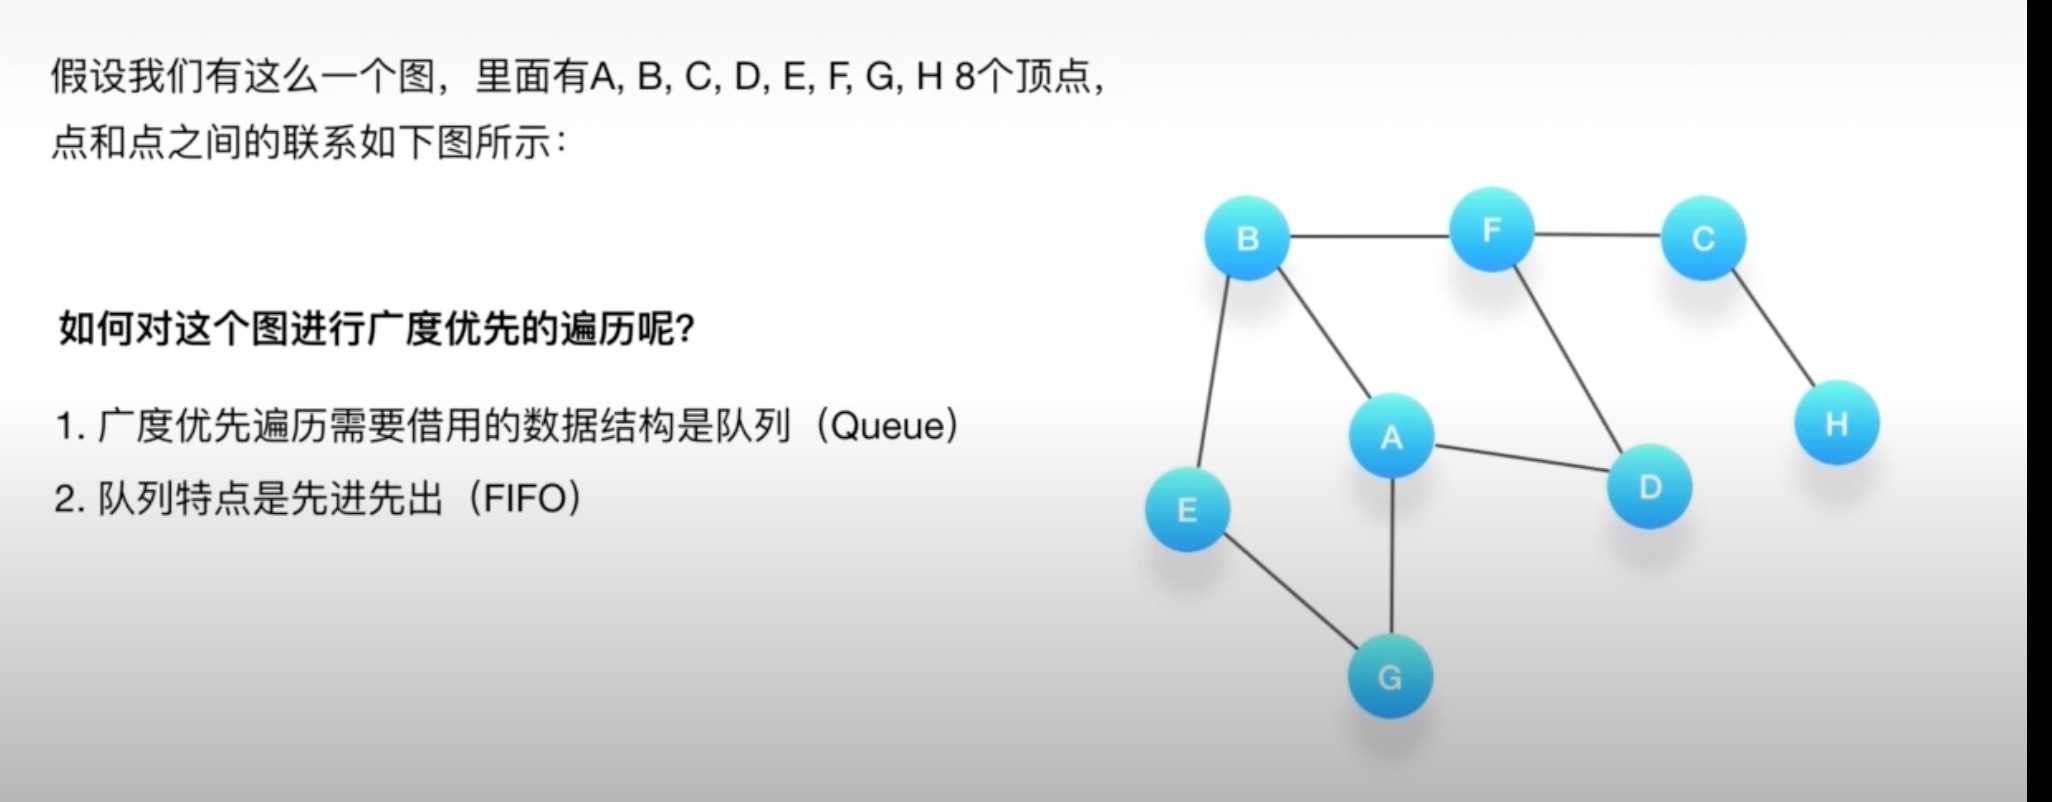 假设我们有这么一个图，里面有A, B, C, D, E, F, G, H 8个顶点，
点和点之间的联系如下图所示：
如何对这个图进行广度优先的遍历呢？
1. 广度优先遍历需要借用的数据结构是队列（Queue）
2. 队列特点是先进先出（FIFO）
B
F
C
A
H
D
E
G